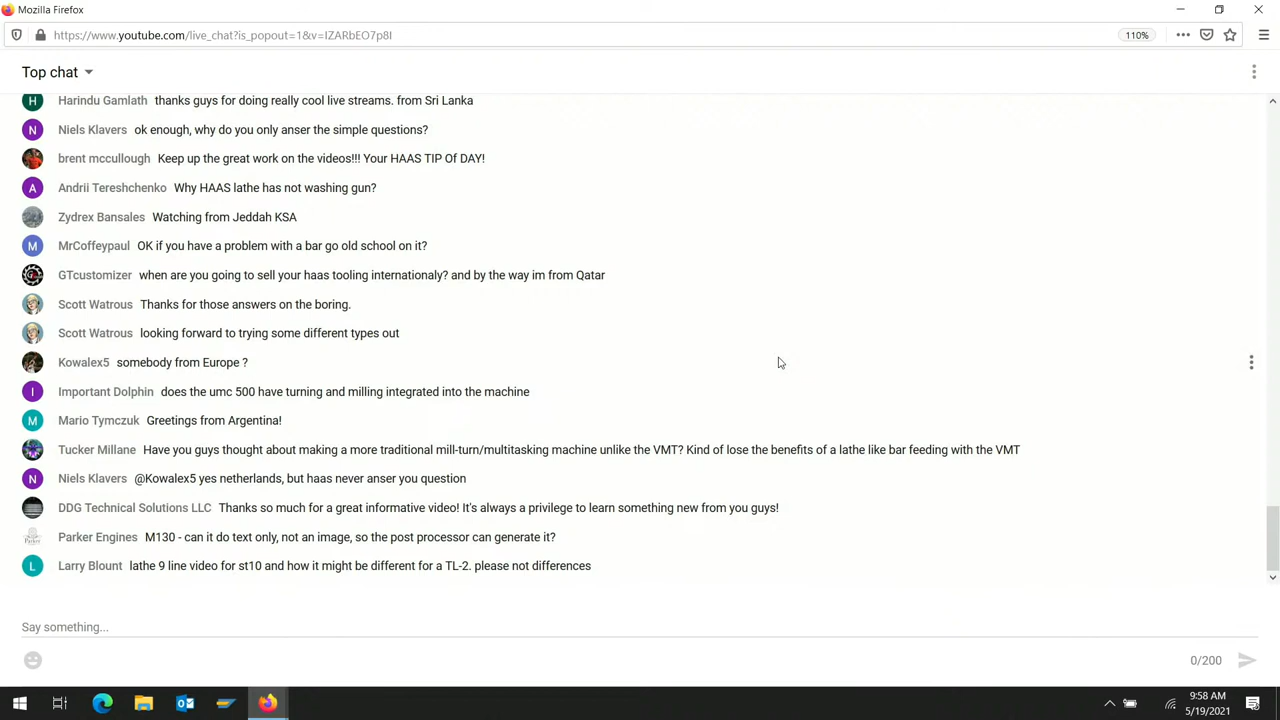 Mozilla Firefox
https://www.youtube.com/live_chat?is_popout=1&v=IZARbEO7p8I
110%
Top chat
H Harindu Gamlath thanks guys for doing really cool live streams. from Sri Lanka
N Niels Klavers ok enough, why do you only anser the simple questions?
brent mccullough Keep up the great work on the videos!!! Your HAAS TIP Of DAY!
A Andrii Tereshchenko Why HAAS lathe has not washing gun?
Zydrex Bansales Watching from Jeddah KSA
M MrCoffeypaul OK if you have a problem with a bar go old school on it?
GTcustomizer when are you going to sell your haas tooling internationaly? and by the way im from Qatar
Scott Watrous Thanks for those answers on the boring.
Scott Watrous looking forward to trying some different types out
Kowalex5 somebody from Europe ?
I Important Dolphin does the umc 500 have turning and milling integrated into the machine
M Mario Tymczuk Greetings from Argentina!
Tucker Millane Have you guys thought about making a more traditional mill-turn/multitasking machine unlike the VMT? Kind of lose the benefits of a lathe like bar feeding with the VMT
N Niels Klavers @Kowalex5 yes netherlands, but haas never anser you question
DDG Technical Solutions LLC Thanks so much for a great informative video! It's always a privilege to learn something new from you guys!
Parker Engines M130 - can it do text only, not an image, so the post processor can generate it?
L Larry Blount lathe 9 line video for st10 and how it might be different for a TL-2. please not differences
Say something...
0/200
9:58 AM
5/19/2021